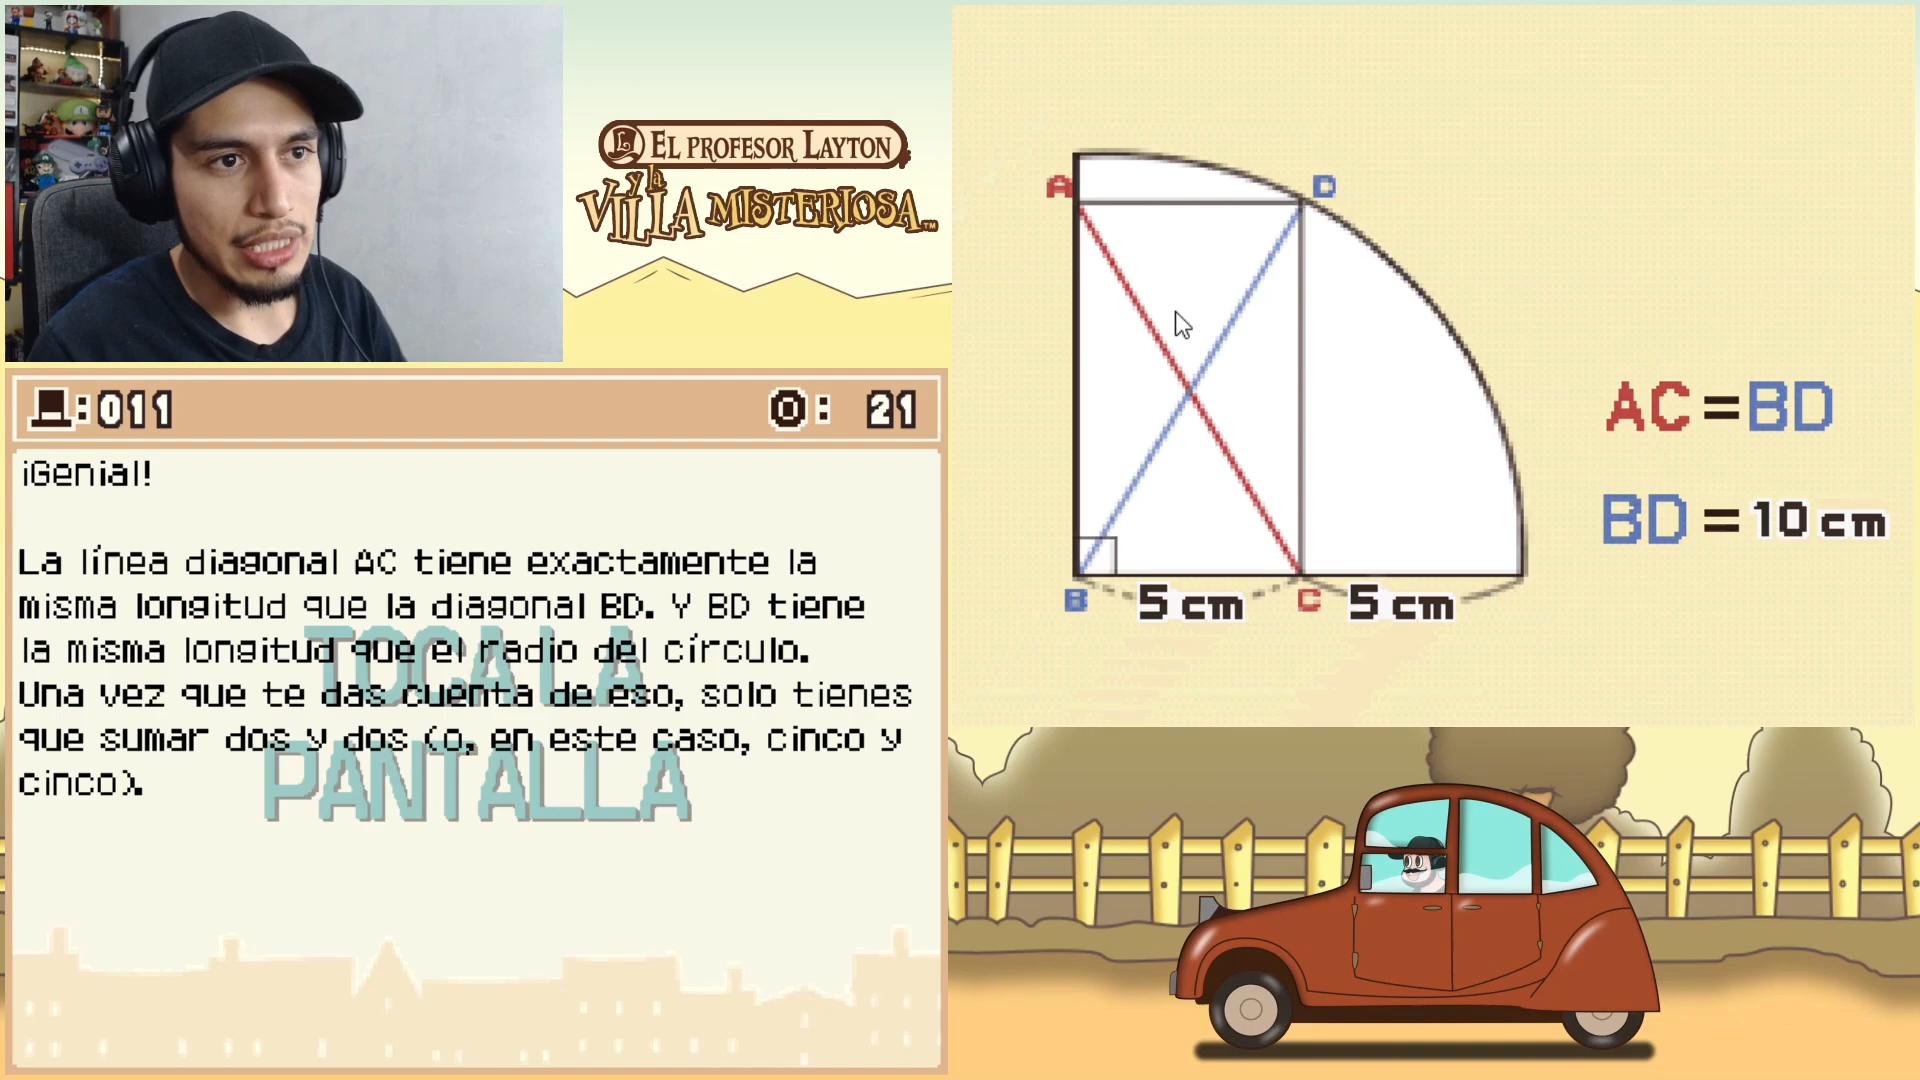 EL PROFESOR LAYTON
y la
VILLA MISTERIOSA™
:011
: 21
¡Genial!
La línea diagonal AC tiene exactamente la
misma longitud que la diagonal BD. Y BD tiene
la misma longitud que el radio del círculo.
Una vez que te das cuenta de eso, solo tienes
que sumar dos y dos (o, en este caso, cinco y
cinco).
TOCA LA
PANTALLA
A
D
B
5 cm
C
5 cm
AC=BD
BD=10 cm